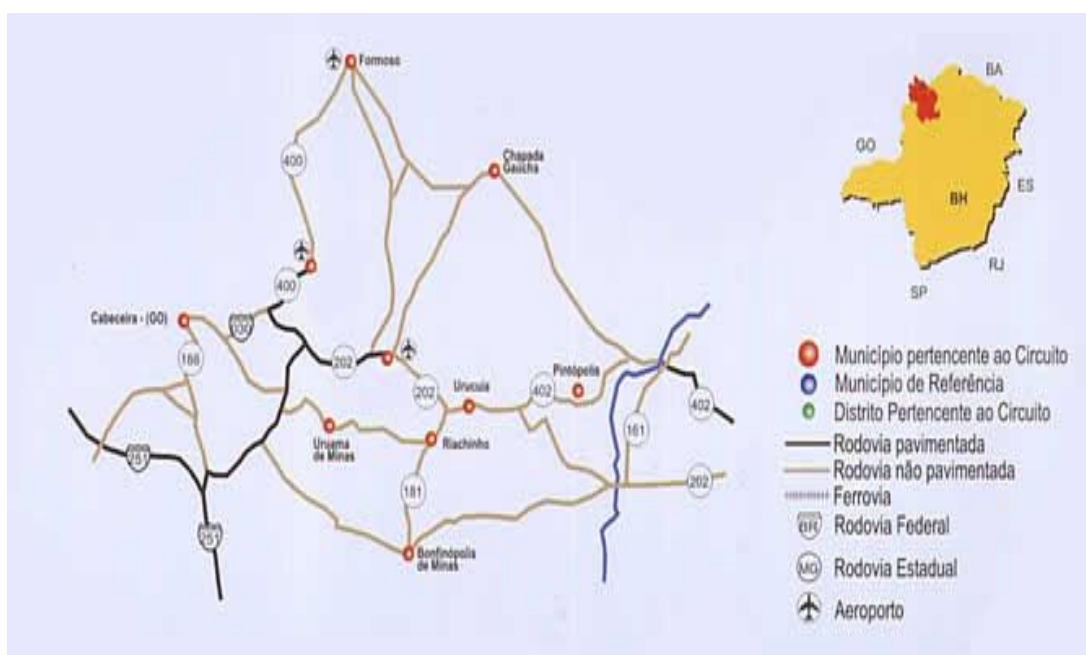 Formoso
Chapada
Gaúcha
400
400
Cabeceira - (GO)
030
188
202
202
Urucuia
402
Pintópolis
402
Uruana
de Minas
Riachinho
161
251
181
202
251
Bonfinópolis
de Minas
BA
GO
ES
BH
RJ
SP
Município pertencente ao Circuito
Município de Referência
Distrito Pertencente ao Circuito
Rodovia pavimentada
Rodovia não pavimentada
Ferrovia
BR
Rodovia Federal
MG
Rodovia Estadual
Aeroporto